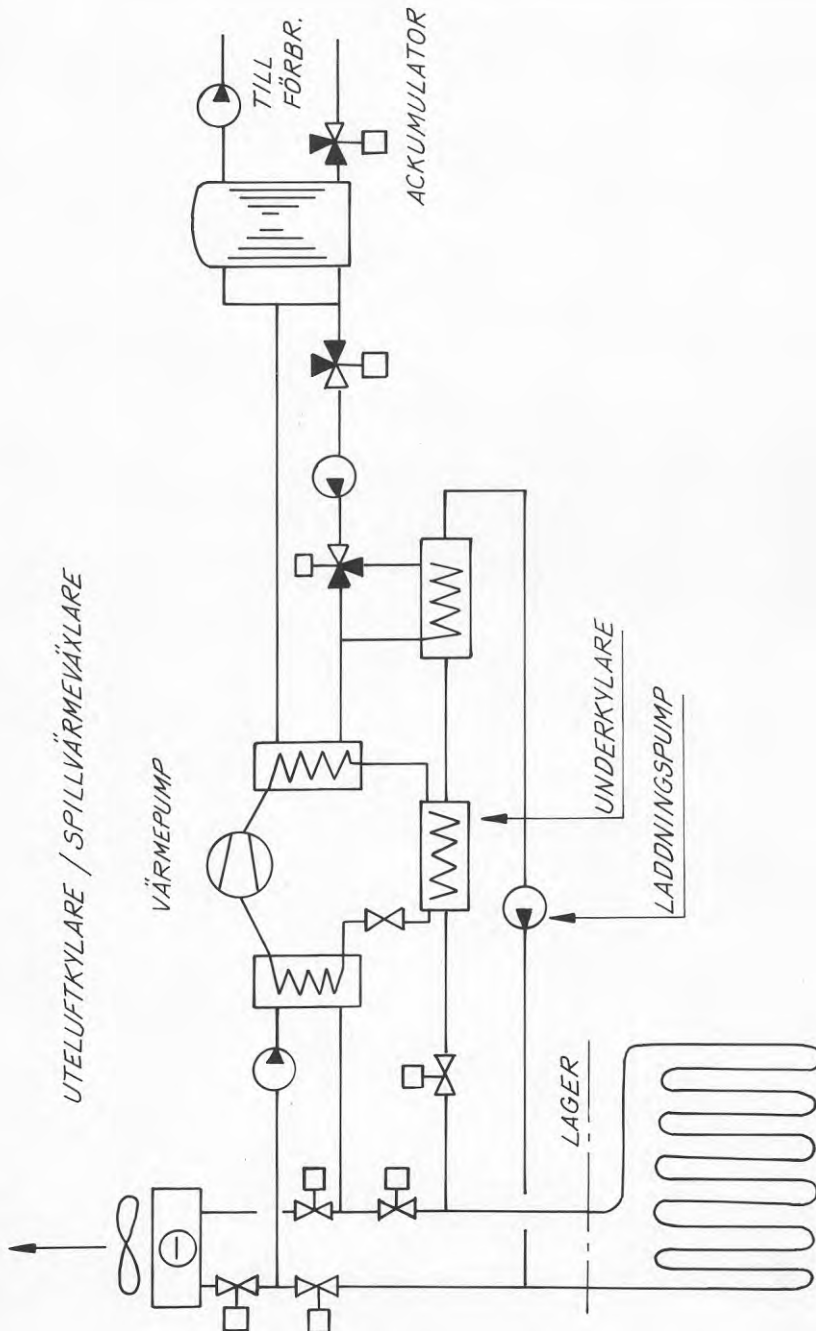 UTELUFTKYLARE / SPILLVÄRMEVÄXLARE
VÄRMEPUMP
TILL
FÖRBR.
ACKUMULATOR
UNDERKYLARE
LADDNINGSPUMP
LAGER